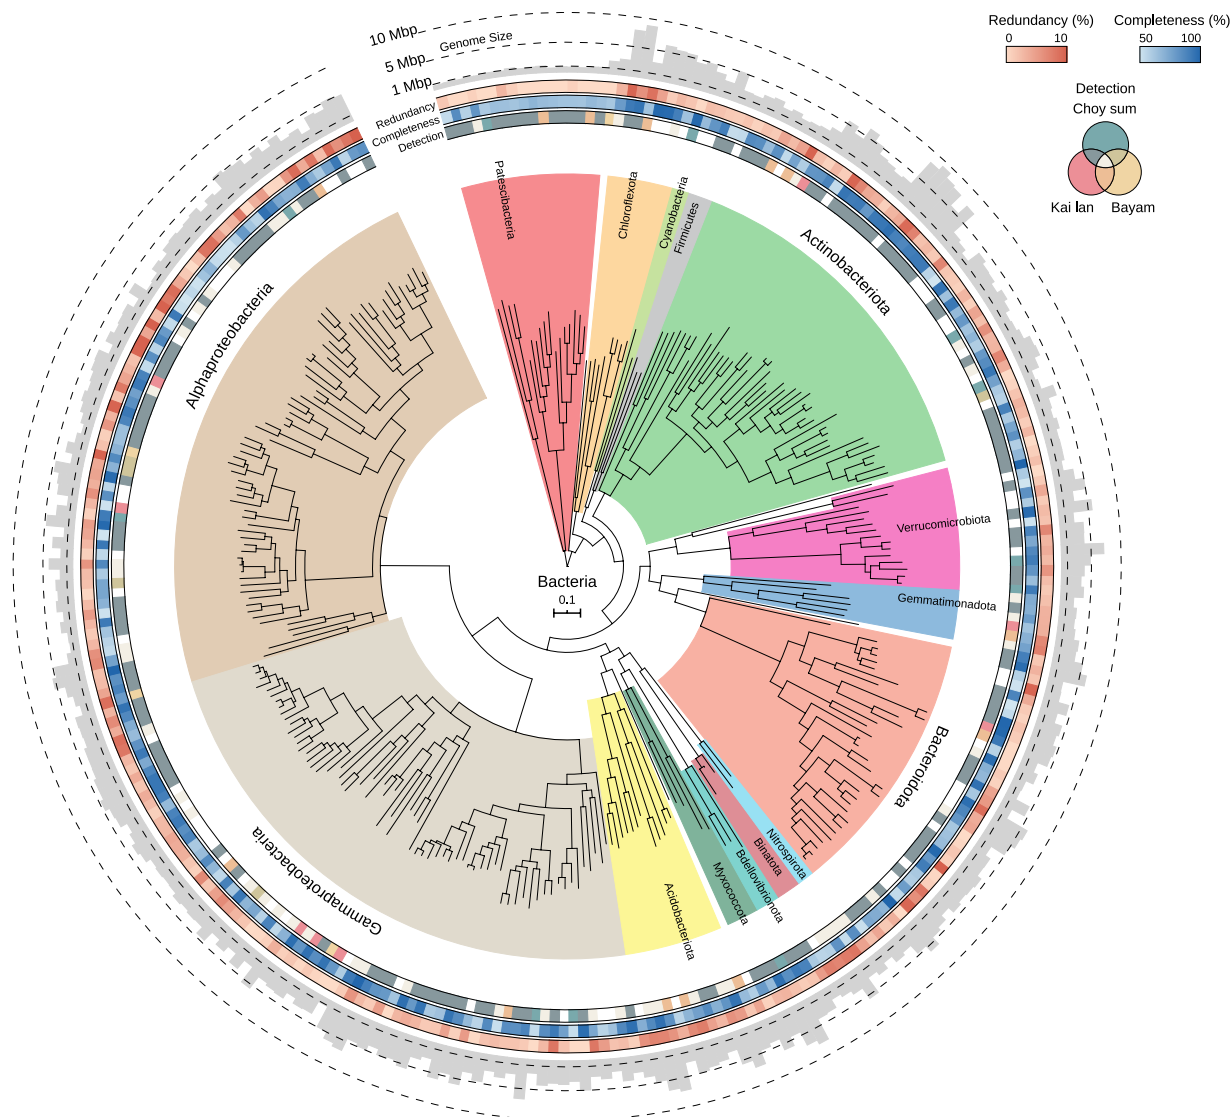 Redundancy (%)
0 10
Completeness (%)
50 100
Detection
Choy sum
Kai lan
Bayam
10 Mbp
5 Mbp
1 Mbp
Genome Size
Redundancy
Completeness
Detection
Patescibacteria
Chloroflexota
Cyanobacteria
Firmicutes
Actinobacteriota
Verrucomicrobiota
Gemmatimonadota
Bacteroidota
Nitrospirota
Binatota
Bdellovibrionota
Myxococcota
Acidobacteriota
Gammaproteobacteria
Alphaproteobacteria
Bacteria
0.1